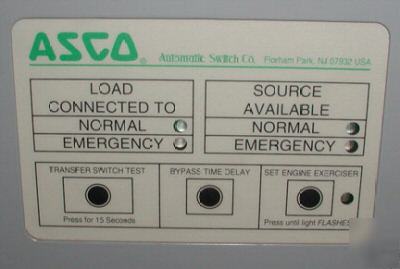 ASCO®
Automatic Switch Co. Florham Park, NJ 07932 USA
LOAD
CONNECTED TO
NORMAL
EMERGENCY
SOURCE
AVAILABLE
NORMAL
EMERGENCY
TRANSFER SWITCH TEST
Press for 15 Seconds
BYPASS TIME DELAY
SET ENGINE EXERCISER
Press until light FLASHES